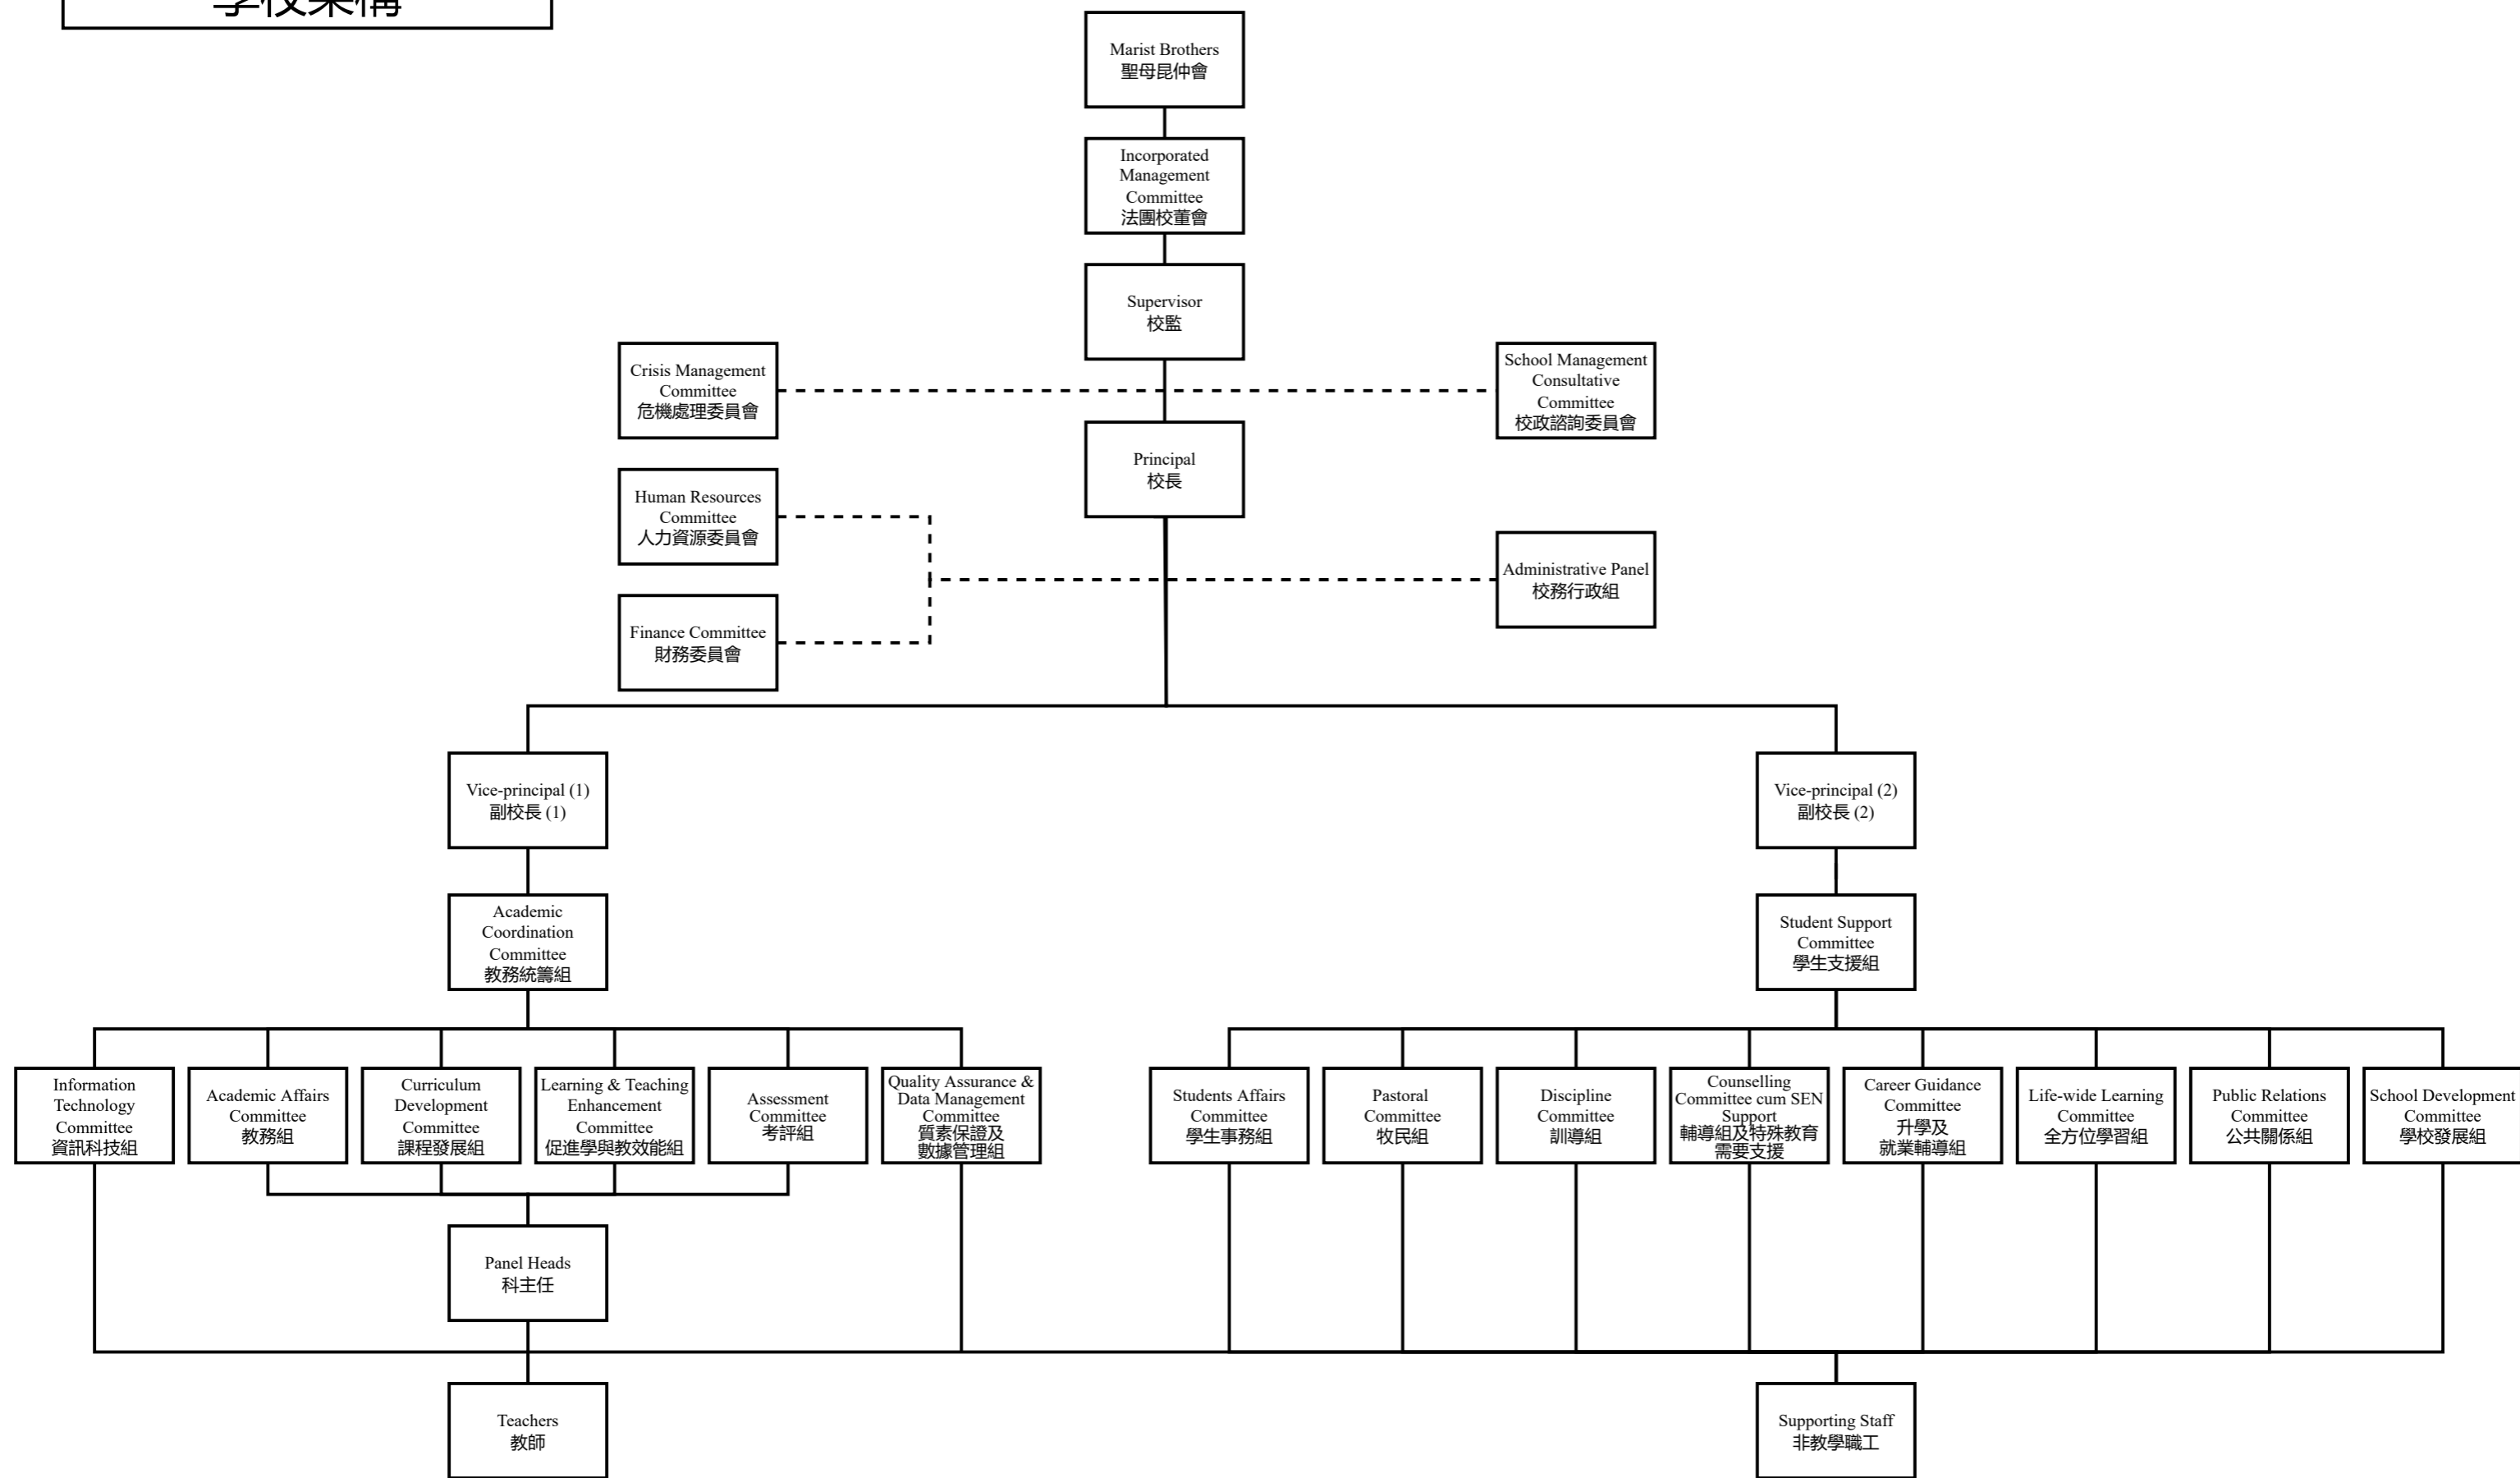 學校架構
Marist Brothers
聖母昆仲會
Incorporated
Management
Committee
法團校董會
Supervisor
校監
Crisis Management
Committee
危機處理委員會
School Management
Consultative
Committee
校政諮詢委員會
Principal
校長
Human Resources
Committee
人力資源委員會
Administrative Panel
校務行政組
Finance Committee
財務委員會
Vice-principal (1)
副校長 (1)
Vice-principal (2)
副校長 (2)
Academic
Coordination
Committee
教務統籌組
Student Support
Committee
學生支援組
Information
Technology
Committee
資訊科技組
Academic Affairs
Committee
教務組
Curriculum
Development
Committee
課程發展組
Learning & Teaching
Enhancement
Committee
促進學與教效能組
Assessment
Committee
考評組
Quality Assurance &
Data Management
Committee
質素保證及
數據管理組
Students Affairs
Committee
學生事務組
Pastoral
Committee
牧民組
Discipline
Committee
訓導組
Counselling
Committee cum SEN
Support
輔導組及特殊教育
需要支援
Career Guidance
Committee
升學及
就業輔導組
Life-wide Learning
Committee
全方位學習組
Public Relations
Committee
公共關係組
School Development
Committee
學校發展組
Panel Heads
科主任
Teachers
教師
Supporting Staff
非教學職工